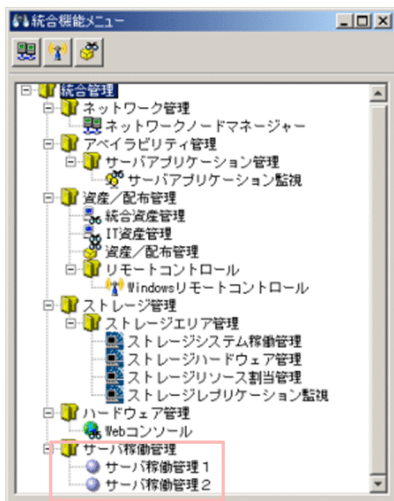 統合機能メニュー
統合管理
ネットワーク管理
ネットワークノードマネージャー
アベイラビリティ管理
サーバアプリケーション管理
サーバアプリケーション監視
資産/配布管理
統合資産管理
IT資産管理
資産/配布管理
リモートコントロール
Windowsリモートコントロール
ストレージ管理
ストレージエリア管理
ストレージシステム稼働管理
ストレージハードウェア管理
ストレージリソース割当管理
ストレージレプリケーション監視
ハードウェア管理
Webコンソール
サーバ稼働管理
サーバ稼働管理1
サーバ稼働管理2